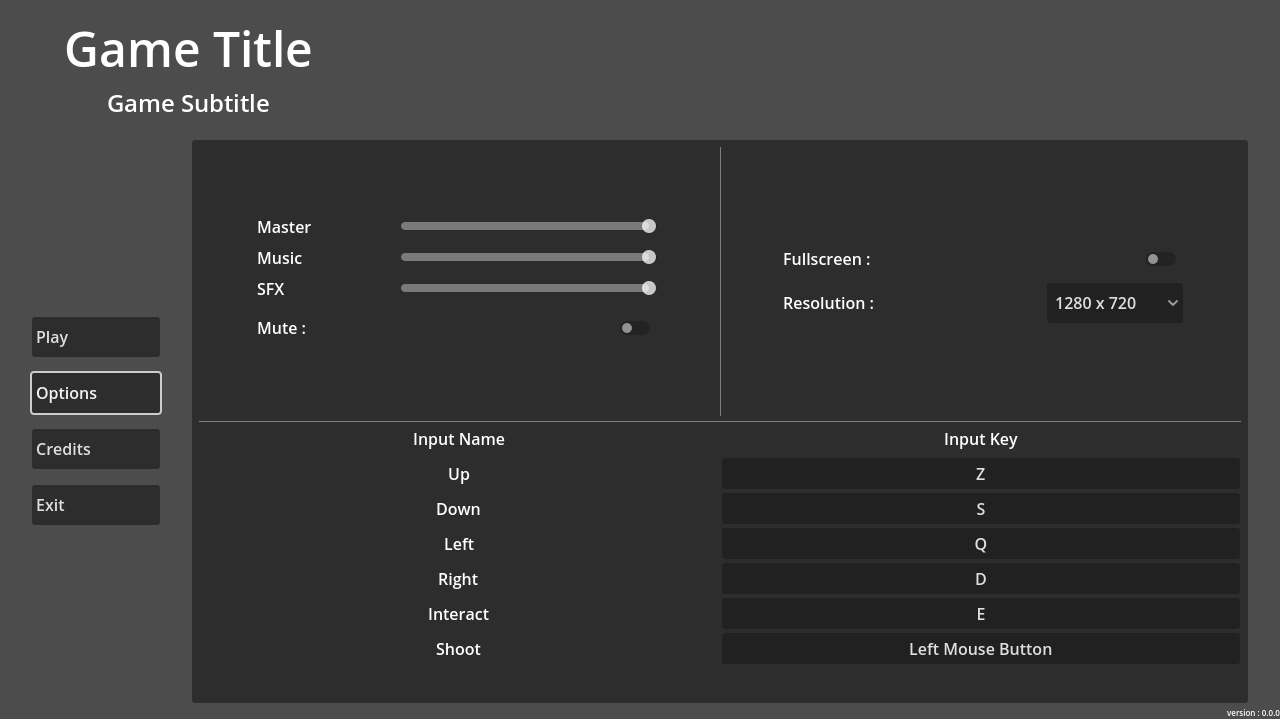 Game Title
Game Subtitle
Master
Music
SFX
Mute :
Fullscreen :
Resolution : 1280 x 720
Play
Options
Credits
Exit
Input Name Input Key
Up Z
Down S
Left Q
Right D
Interact E
Shoot Left Mouse Button
version : 0.0.0